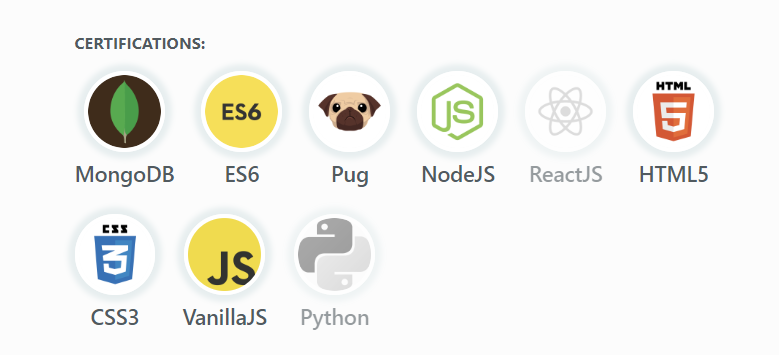 CERTIFICATIONS:
ES6
JS
HTML
5
MongoDB ES6 Pug NodeJS ReactJS HTML5
CSS
3
JS
CSS3 VanillaJS Python